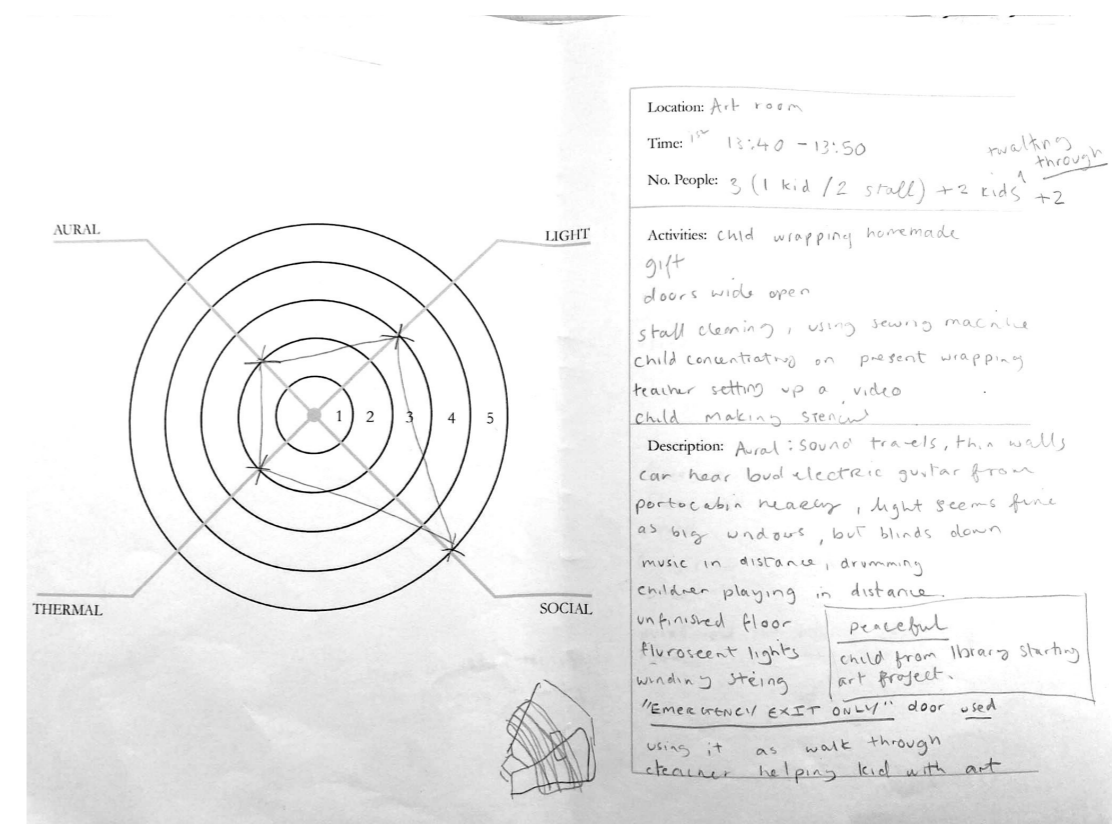 Location: Art room
Time: 1st 13:40 - 13:50
walking
through
No. People: 3 (1 kid / 2 staff) +2 kids +2
AURAL
LIGHT
Activities: child wrapping homemade
gift
doors wide open
staff cleaning, using sewing machine
child concentrating on present wrapping
teacher setting up a video
child making stencil
1 2 3 4 5
Description: Aural: sound travels, thin walls
can hear loud electric guitar from
portocabin nearby, light seems fine
as big windows, but blinds down
music in distance, drumming
children playing in distance.
THERMAL
SOCIAL
unfinished floor
fluroscent lights
winding string
peaceful
child from library starting
art project.
"EMERGENCY EXIT ONLY" door used
using it as walk through
teacher helping kid with art